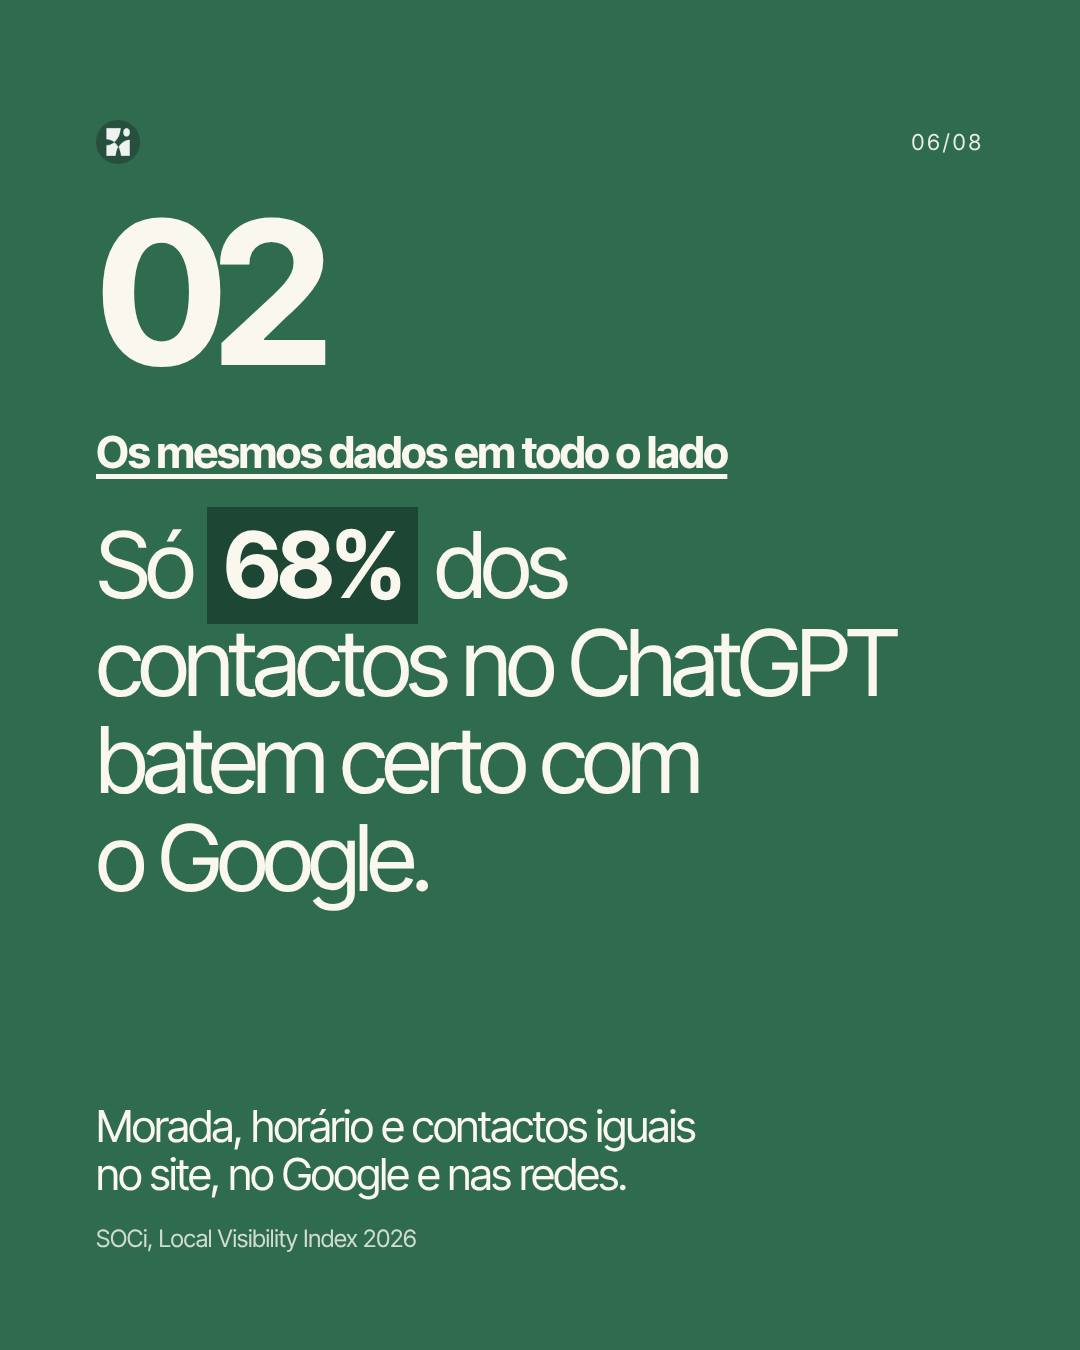 06/08
02
Os mesmos dados em todo o lado
Só 68% dos
contactos no ChatGPT
batem certo com
o Google.
Morada, horário e contactos iguais
no site, no Google e nas redes.
SOCi, Local Visibility Index 2026